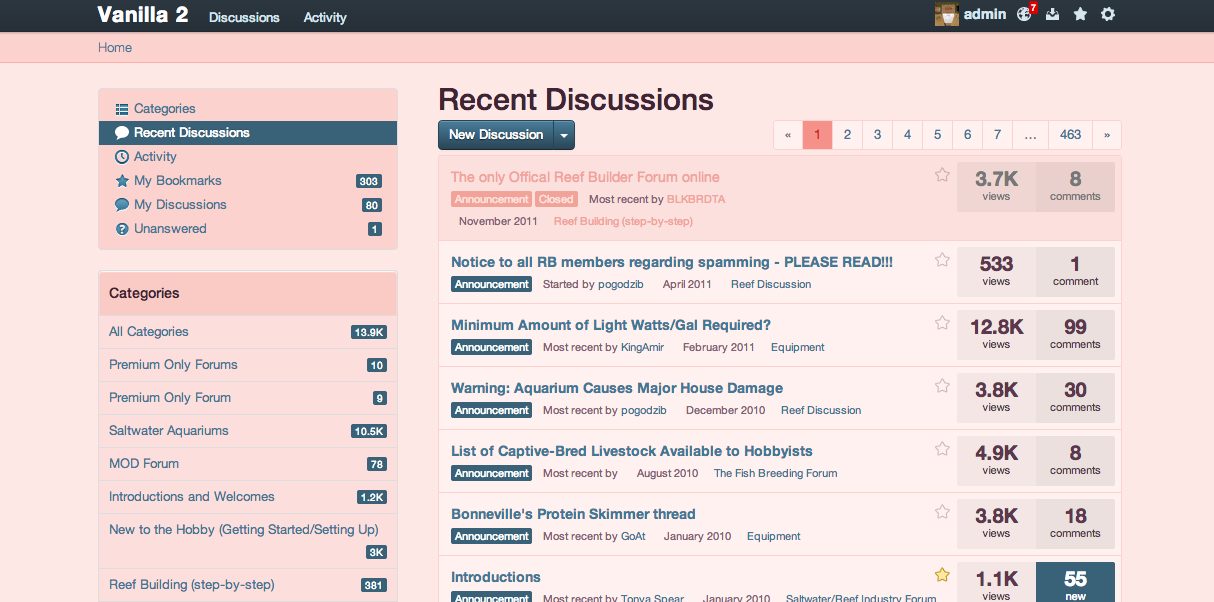 Vanilla 2 Discussions Activity admin 7
Home
Categories
Recent Discussions
Activity
My Bookmarks 303
My Discussions 80
Unanswered 1
Categories
All Categories 13.9K
Premium Only Forums 10
Premium Only Forum 9
Saltwater Aquariums 10.5K
MOD Forum 78
Introductions and Welcomes 1.2K
New to the Hobby (Getting Started/Setting Up)
3K
Reef Building (step-by-step) 381
Recent Discussions
New Discussion « 1 2 3 4 5 6 7 … 463 »
The only Offical Reef Builder Forum online
Announcement Closed Most recent by BLKBRDTA
November 2011 Reef Building (step-by-step)
3.7K 8
views comments
Notice to all RB members regarding spamming - PLEASE READ!!!
Announcement Started by pogodzib April 2011 Reef Discussion
533 1
views comment
Minimum Amount of Light Watts/Gal Required?
Announcement Most recent by KingAmir February 2011 Equipment
12.8K 99
views comments
Warning: Aquarium Causes Major House Damage
Announcement Most recent by pogodzib December 2010 Reef Discussion
3.8K 30
views comments
List of Captive-Bred Livestock Available to Hobbyists
Announcement Most recent by August 2010 The Fish Breeding Forum
4.9K 8
views comments
Bonneville's Protein Skimmer thread
Announcement Most recent by GoAt January 2010 Equipment
3.8K 18
views comments
Introductions
Announcement Most recent by Tonya Spear January 2010 Saltwater/Reef Industry Forum
1.1K 55
views new